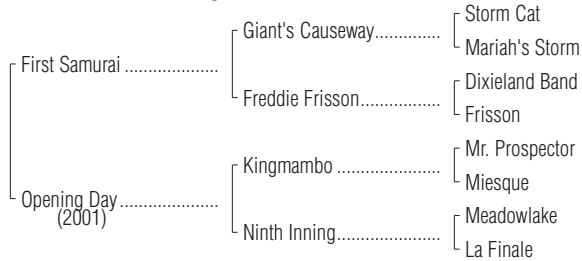 Storm Cat
Giant's Causeway..............
Mariah's Storm
First Samurai ...................
Dixieland Band
Freddie Frisson.................
Frisson
Mr. Prospector
Kingmambo .....................
Miesque
Opening Day....................
(2001)
Meadowlake
Ninth Inning.....................
La Finale